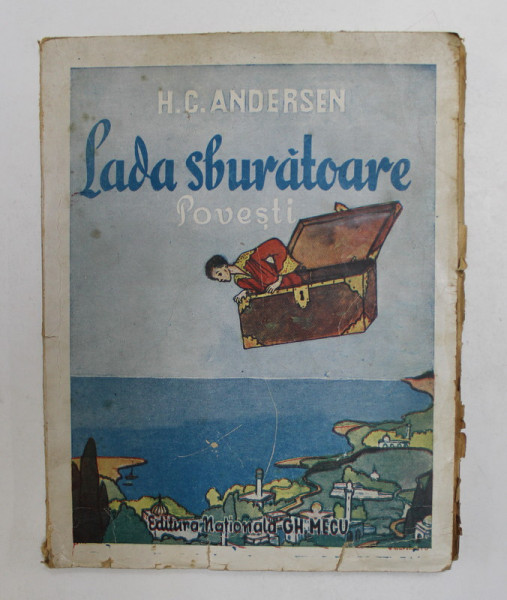 H. C. ANDERSEN
Lada sburătoare
Povești
Editura Națională-GH. MECU